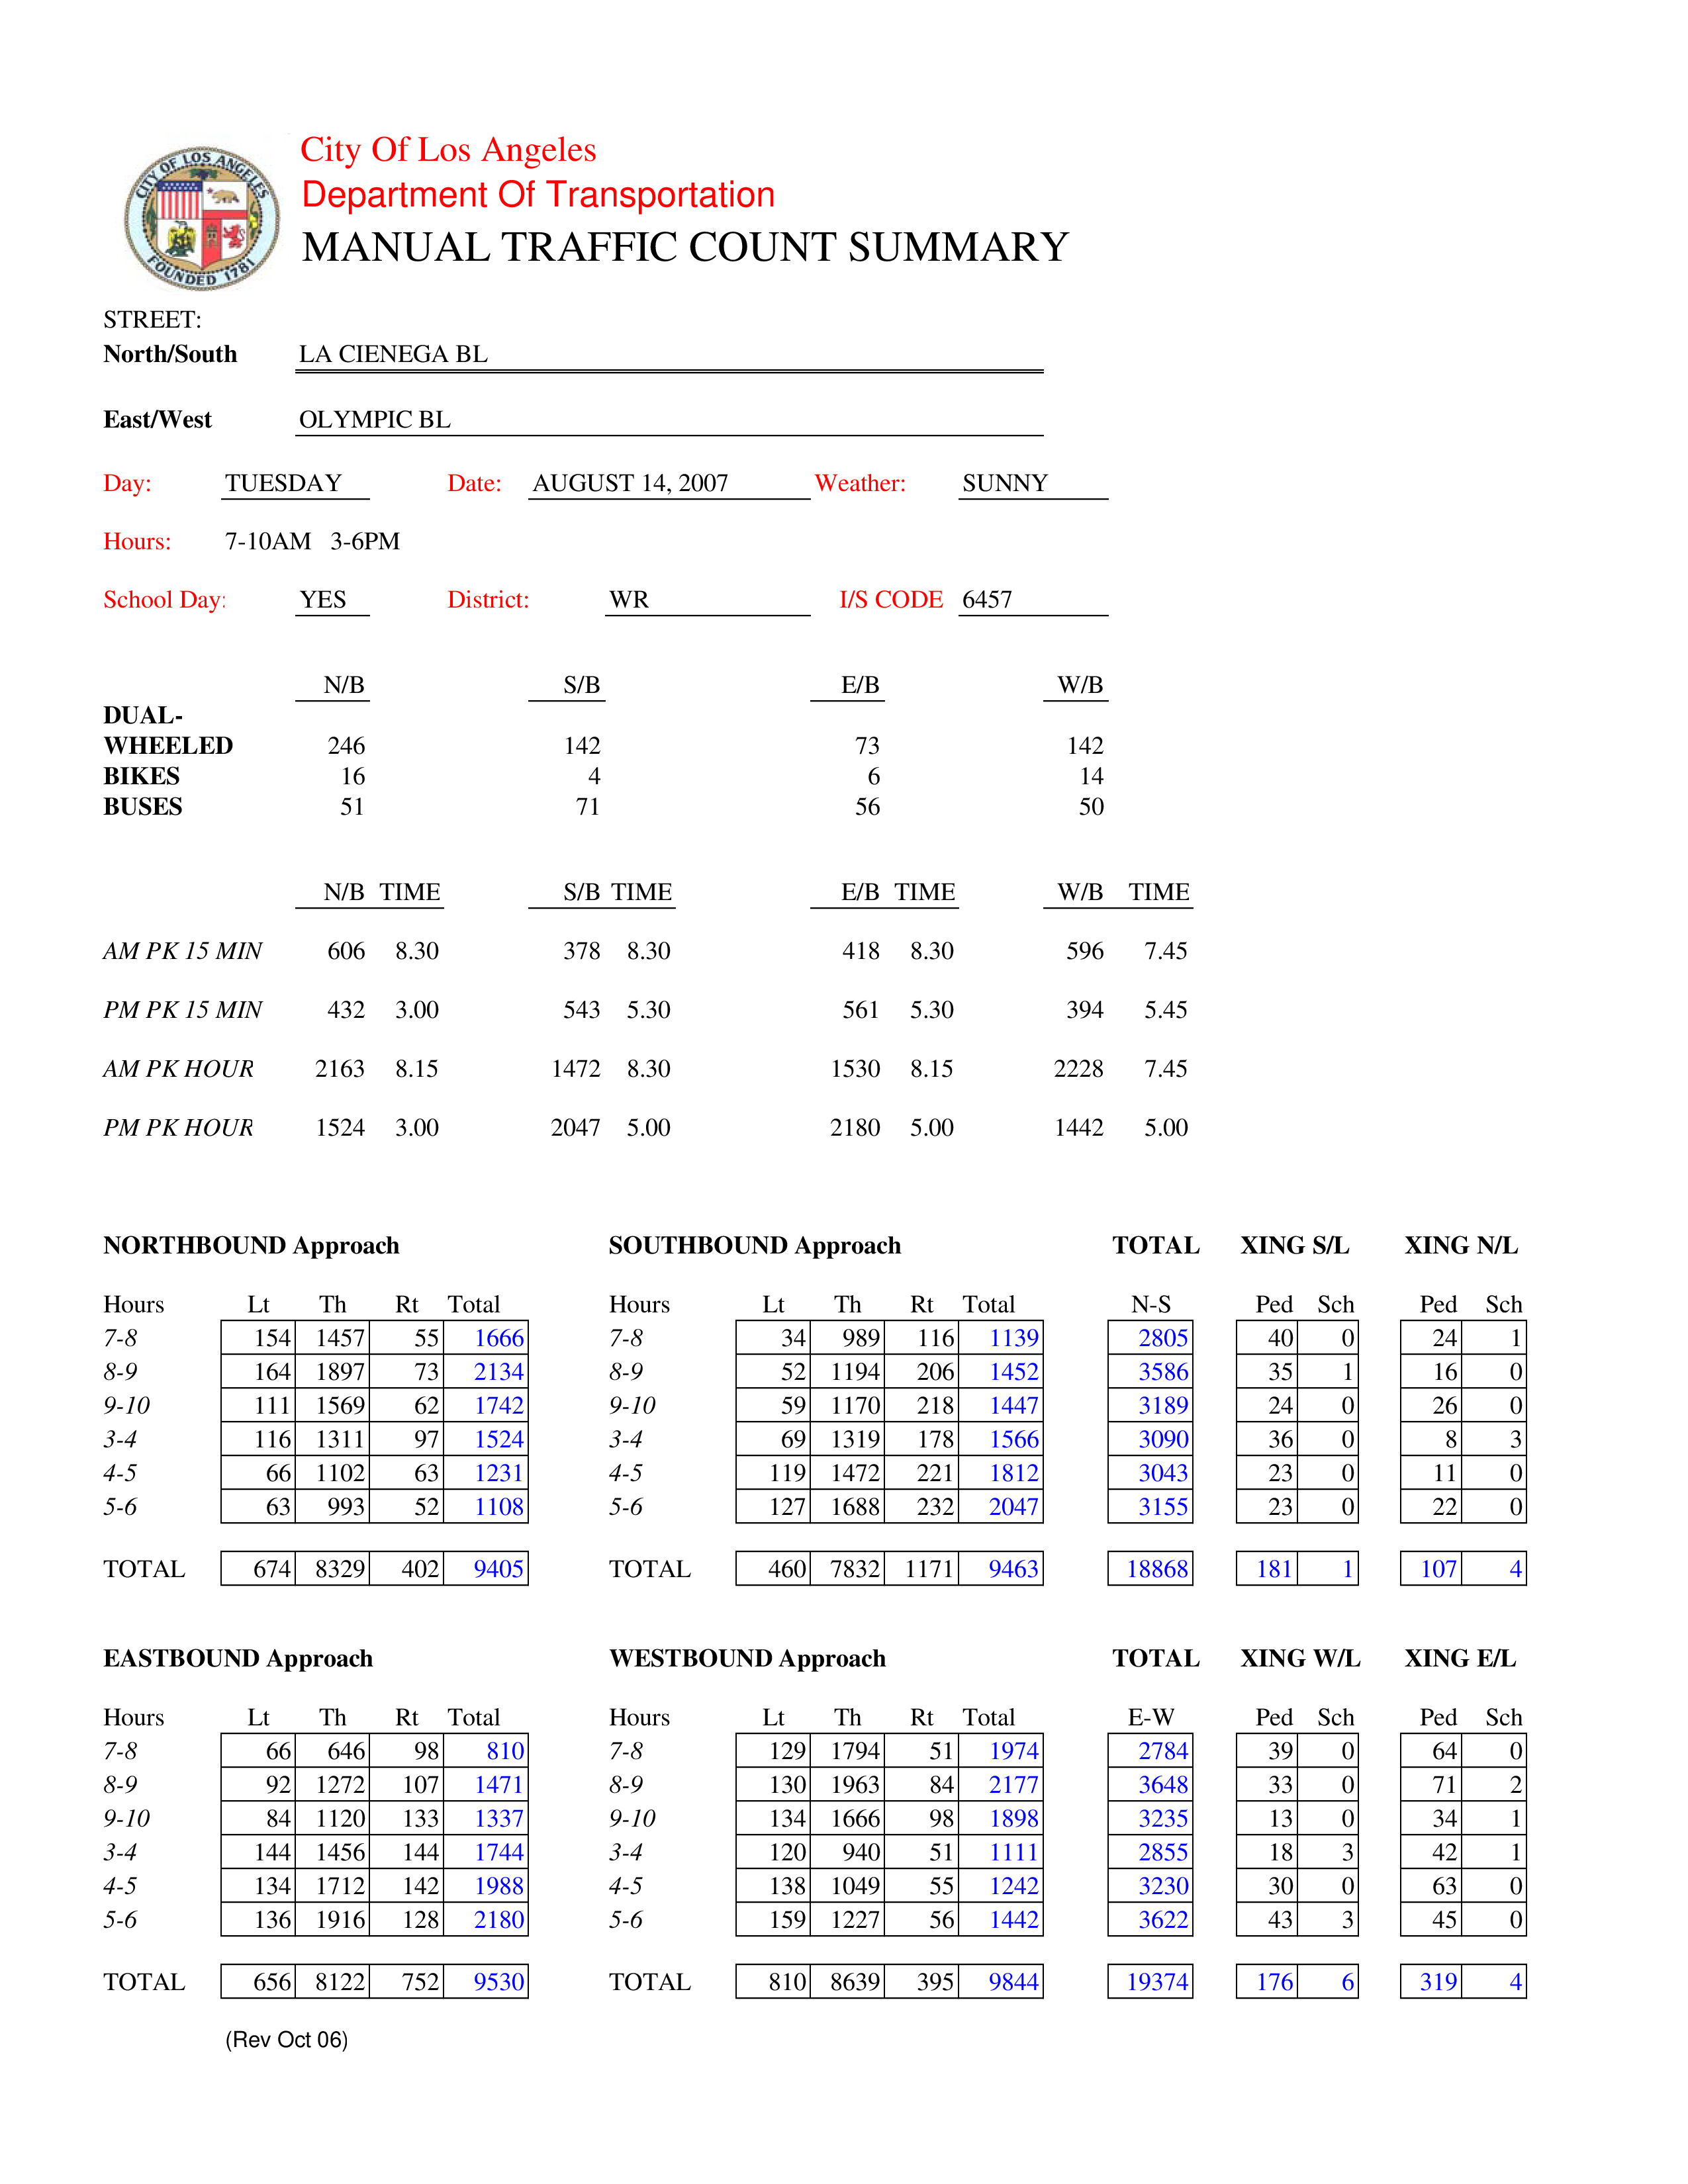 CITY OF LOS ANGELES
FOUNDED 1781
City Of Los Angeles
Department Of Transportation
MANUAL TRAFFIC COUNT SUMMARY
STREET:
North/South LA CIENEGA BL
East/West OLYMPIC BL
Day: TUESDAY Date: AUGUST 14, 2007 Weather: SUNNY
Hours: 7-10AM 3-6PM
School Day: YES District: WR I/S CODE 6457
N/B S/B E/B W/B
DUAL-
WHEELED 246 142 73 142
BIKES 16 4 6 14
BUSES 51 71 56 50
N/B TIME S/B TIME E/B TIME W/B TIME
AM PK 15 MIN 606 8.30 378 8.30 418 8.30 596 7.45
PM PK 15 MIN 432 3.00 543 5.30 561 5.30 394 5.45
AM PK HOUR 2163 8.15 1472 8.30 1530 8.15 2228 7.45
PM PK HOUR 1524 3.00 2047 5.00 2180 5.00 1442 5.00
NORTHBOUND Approach SOUTHBOUND Approach TOTAL XING S/L XING N/L
Hours Lt Th Rt Total Hours Lt Th Rt Total N-S Ped Sch Ped Sch
7-8 154 1457 55 1666 7-8 34 989 116 1139 2805 40 0 24 1
8-9 164 1897 73 2134 8-9 52 1194 206 1452 3586 35 1 16 0
9-10 111 1569 62 1742 9-10 59 1170 218 1447 3189 24 0 26 0
3-4 116 1311 97 1524 3-4 69 1319 178 1566 3090 36 0 8 3
4-5 66 1102 63 1231 4-5 119 1472 221 1812 3043 23 0 11 0
5-6 63 993 52 1108 5-6 127 1688 232 2047 3155 23 0 22 0
TOTAL 674 8329 402 9405 TOTAL 460 7832 1171 9463 18868 181 1 107 4
EASTBOUND Approach WESTBOUND Approach TOTAL XING W/L XING E/L
Hours Lt Th Rt Total Hours Lt Th Rt Total E-W Ped Sch Ped Sch
7-8 66 646 98 810 7-8 129 1794 51 1974 2784 39 0 64 0
8-9 92 1272 107 1471 8-9 130 1963 84 2177 3648 33 0 71 2
9-10 84 1120 133 1337 9-10 134 1666 98 1898 3235 13 0 34 1
3-4 144 1456 144 1744 3-4 120 940 51 1111 2855 18 3 42 1
4-5 134 1712 142 1988 4-5 138 1049 55 1242 3230 30 0 63 0
5-6 136 1916 128 2180 5-6 159 1227 56 1442 3622 43 3 45 0
TOTAL 656 8122 752 9530 TOTAL 810 8639 395 9844 19374 176 6 319 4
(Rev Oct 06)